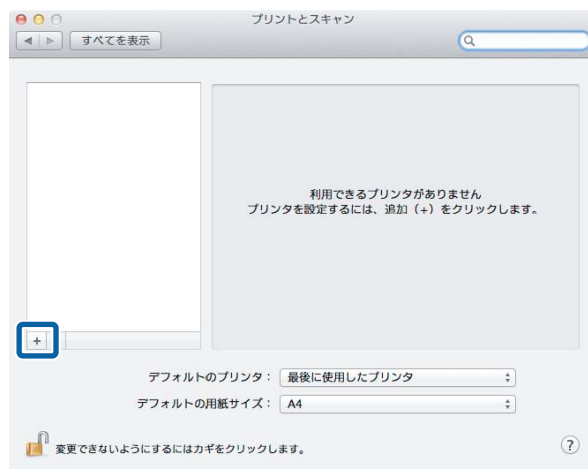 プリントとスキャン
すべてを表示
利用できるプリンタがありません
プリンタを設定するには、追加（+）をクリックします。
+
デフォルトのプリンタ： 最後に使用したプリンタ
デフォルトの用紙サイズ： A4
変更できないようにするにはカギをクリックします。
?